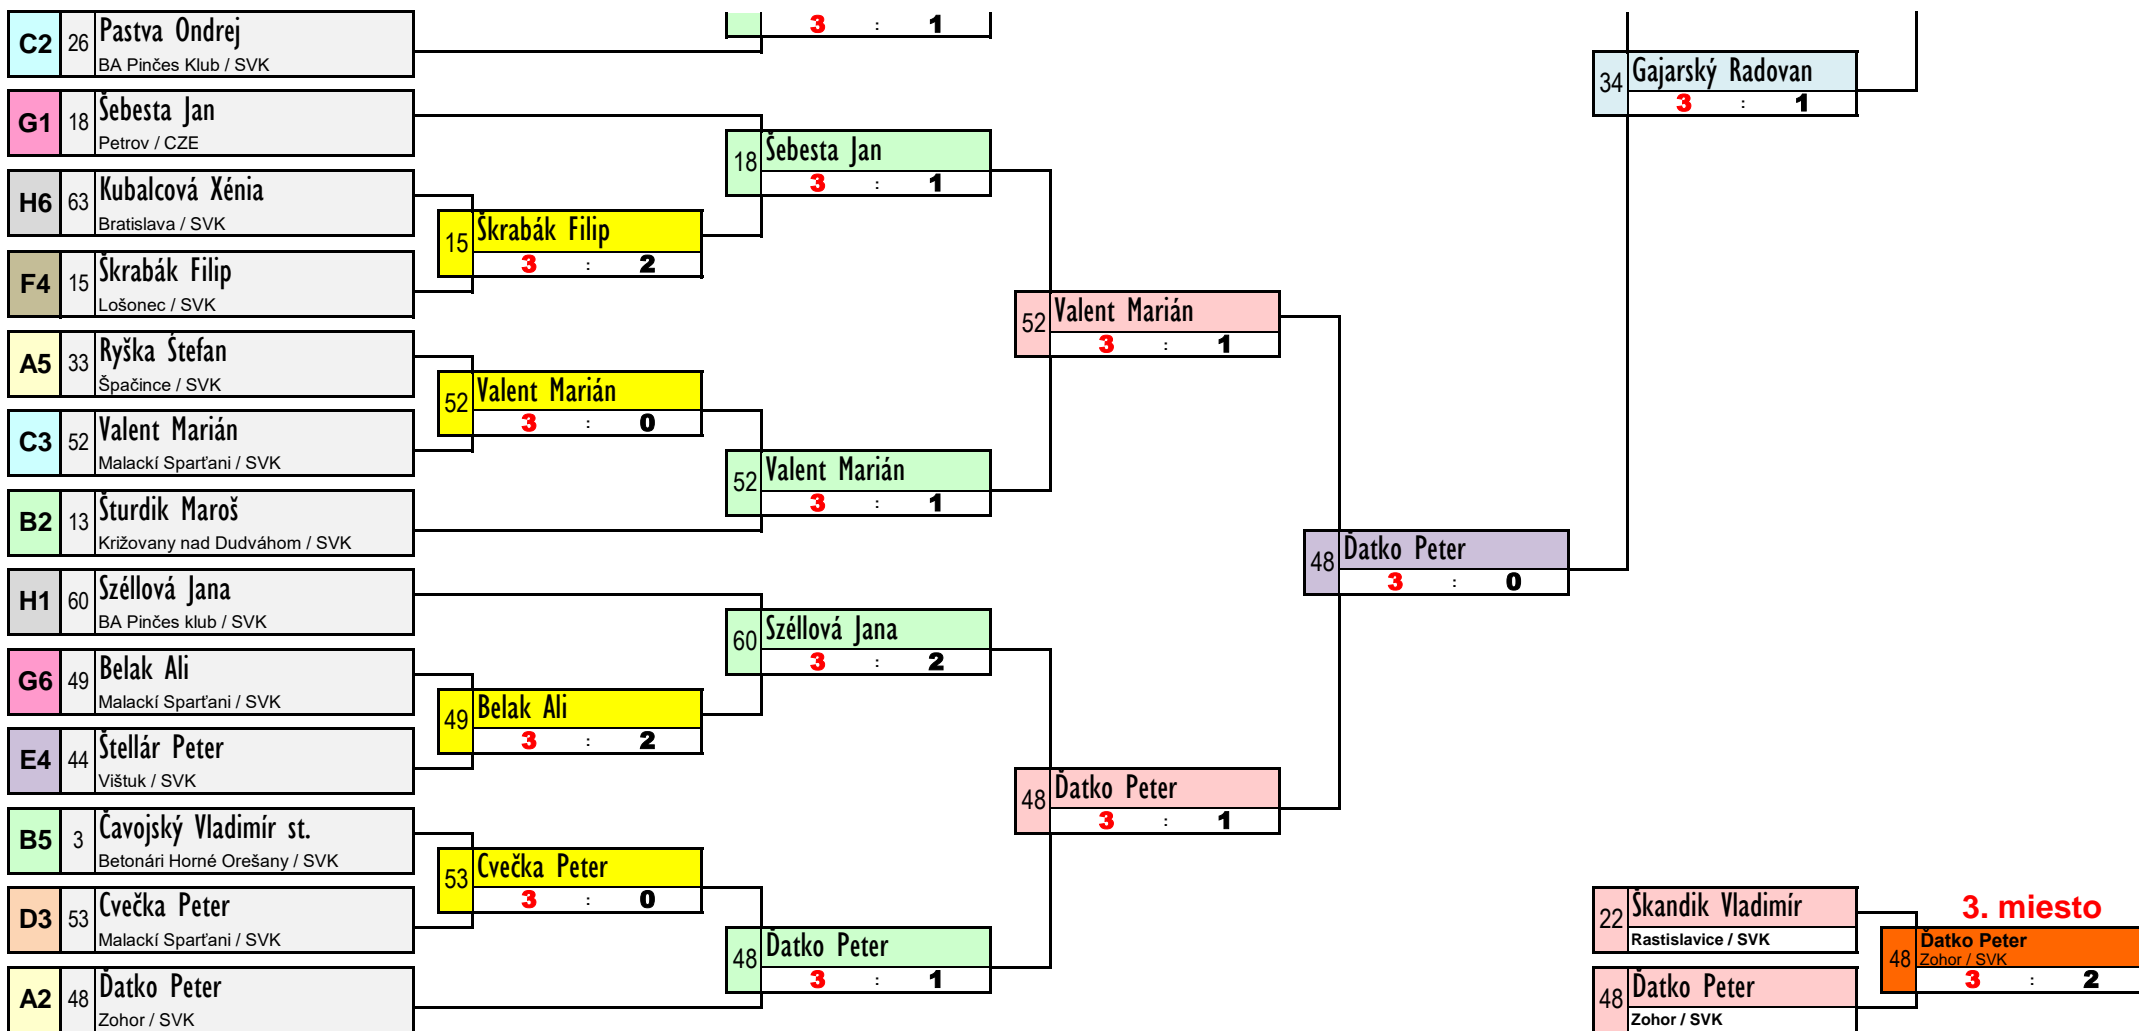 C2 26 Pastva Ondrej
BA Pinčes Klub / SVK
G1 18 Šebesta Jan
Petrov / CZE
H6 63 Kubalcová Xénia
Bratislava / SVK
F4 15 Škrabák Filip
Lošonec / SVK
A5 33 Ryška Štefan
Špačince / SVK
C3 52 Valent Marián
Malackí Sparťani / SVK
B2 13 Šturdik Maroš
Križovany nad Dudváhom / SVK
H1 60 Széllová Jana
BA Pinčes klub / SVK
G6 49 Belak Ali
Malackí Sparťani / SVK
E4 44 Štellár Peter
Vištuk / SVK
B5 3 Čavojský Vladimír st.
Betonári Horné Orešany / SVK
D3 53 Cvečka Peter
Malackí Sparťani / SVK
A2 48 Ďatko Peter
Zohor / SVK
15 Škrabák Filip
3 : 2
52 Valent Marián
3 : 0
49 Belak Ali
3 : 2
53 Cvečka Peter
3 : 0
3 : 1
18 Šebesta Jan
3 : 1
52 Valent Marián
3 : 1
60 Széllová Jana
3 : 2
48 Ďatko Peter
3 : 1
52 Valent Marián
3 : 1
48 Ďatko Peter
3 : 1
48 Ďatko Peter
3 : 0
34 Gajarský Radovan
3 : 1
22 Škandik Vladimír
Rastislavice / SVK
48 Ďatko Peter
Zohor / SVK
3. miesto
48 Ďatko Peter
Zohor / SVK
3 : 2